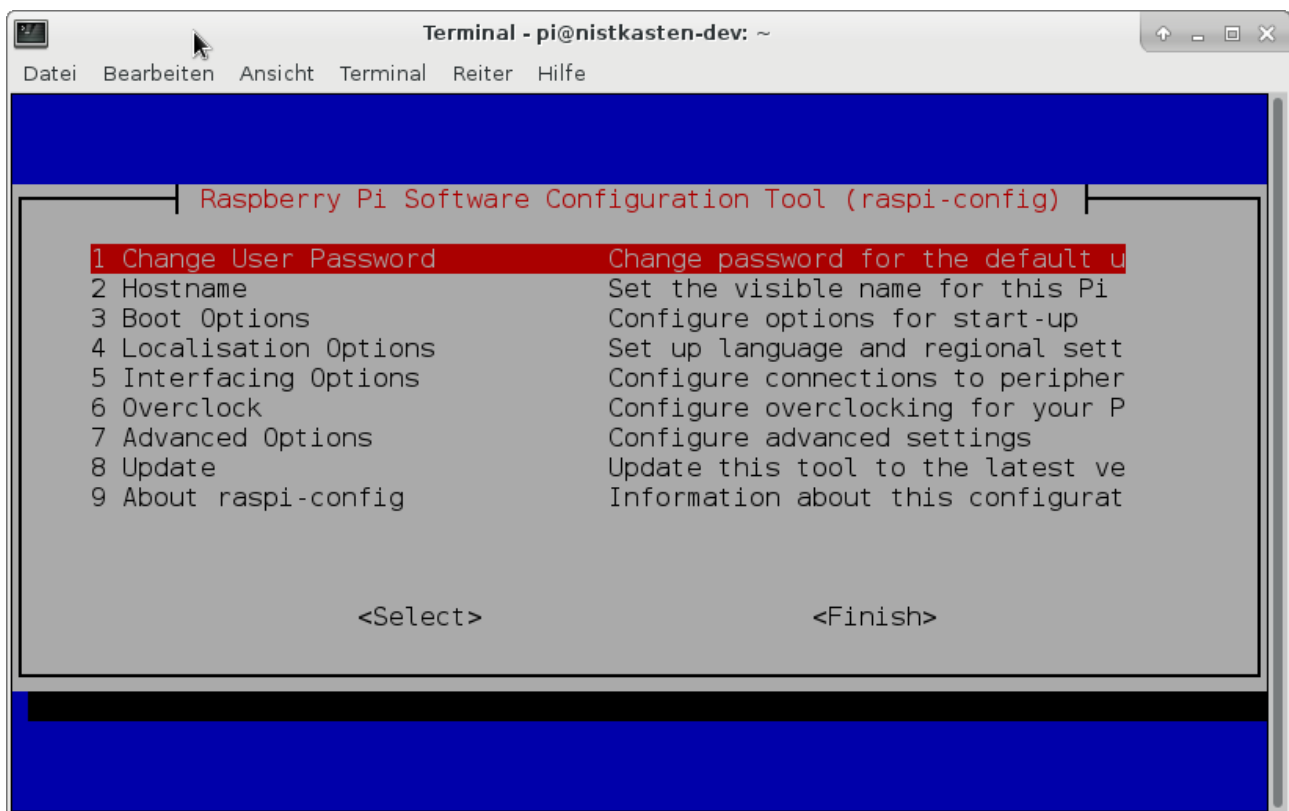 Terminal - pi@nistkasten-dev: ~
Datei Bearbeiten Ansicht Terminal Reiter Hilfe
Raspberry Pi Software Configuration Tool (raspi-config)
1 Change User Password Change password for the default u
2 Hostname Set the visible name for this Pi
3 Boot Options Configure options for start-up
4 Localisation Options Set up language and regional sett
5 Interfacing Options Configure connections to peripher
6 Overclock Configure overclocking for your P
7 Advanced Options Configure advanced settings
8 Update Update this tool to the latest ve
9 About raspi-config Information about this configurat
<Select> <Finish>